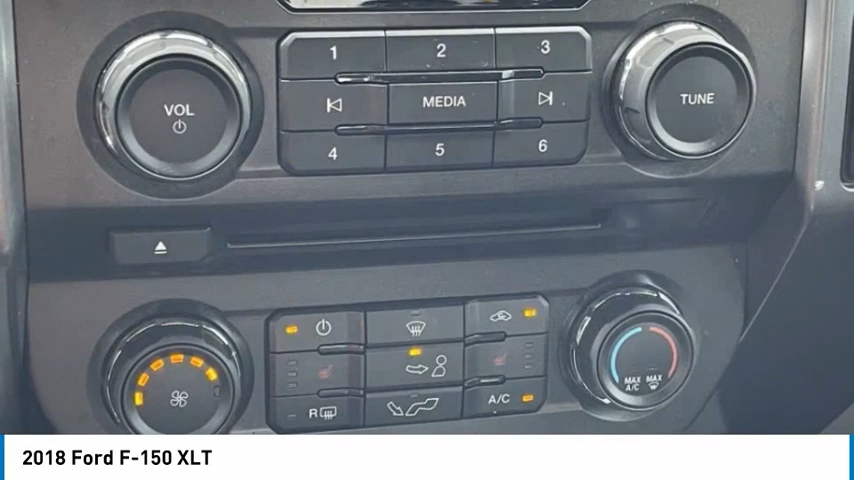 1 2 3
VOL MEDIA TUNE
4 5 6
R A/C MAX A/C MAX
2018 Ford F-150 XLT